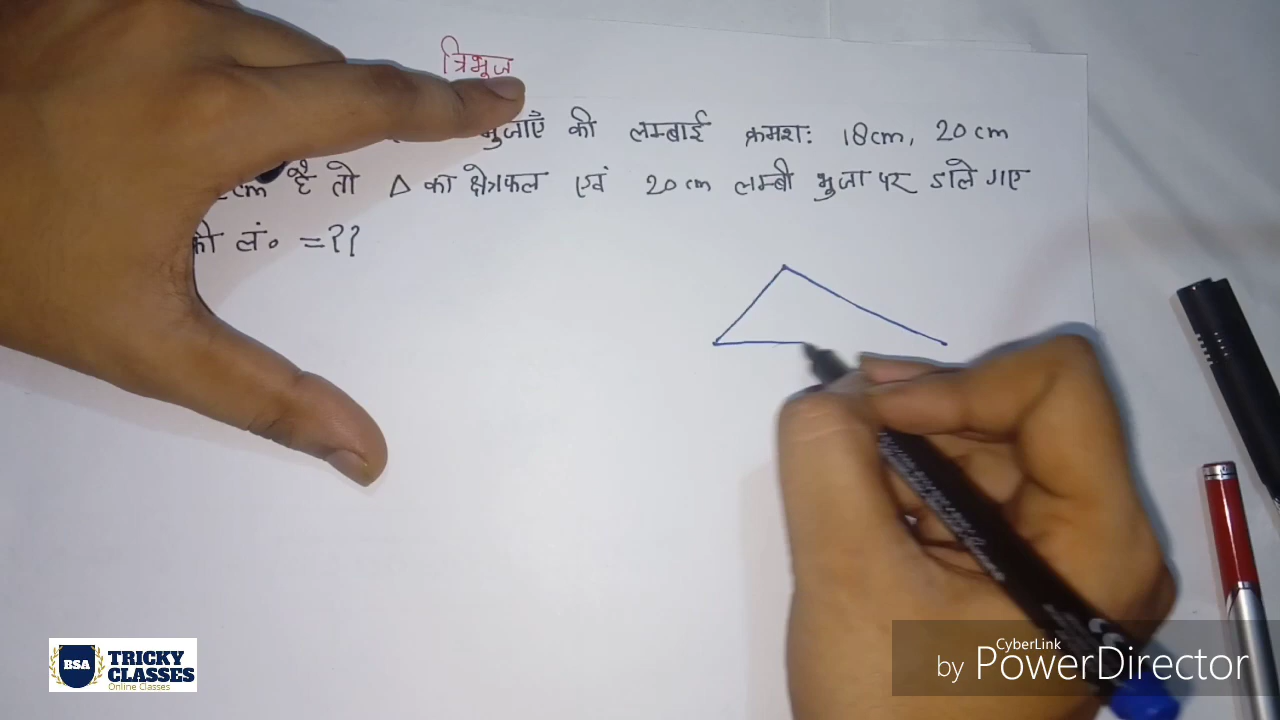 त्रिभुज
भुजाएँ की लम्बाई क्रमशः 18cm, 20cm
cm है तो Δ का क्षेत्रफल एवं 20cm लम्बी भुजा पर डाले गए
की लं० =??
BSA
TRICKY
CLASSES
Online Classes
CyberLink
by PowerDirector